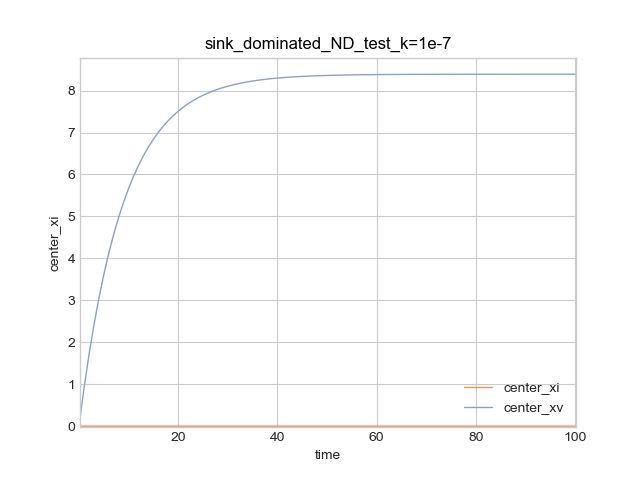 sink_dominated_ND_test_k=1e-7
center_xi
8
7
6
5
4
3
2
1
0
center_xi
center_xv
20
40
60
80
100
time